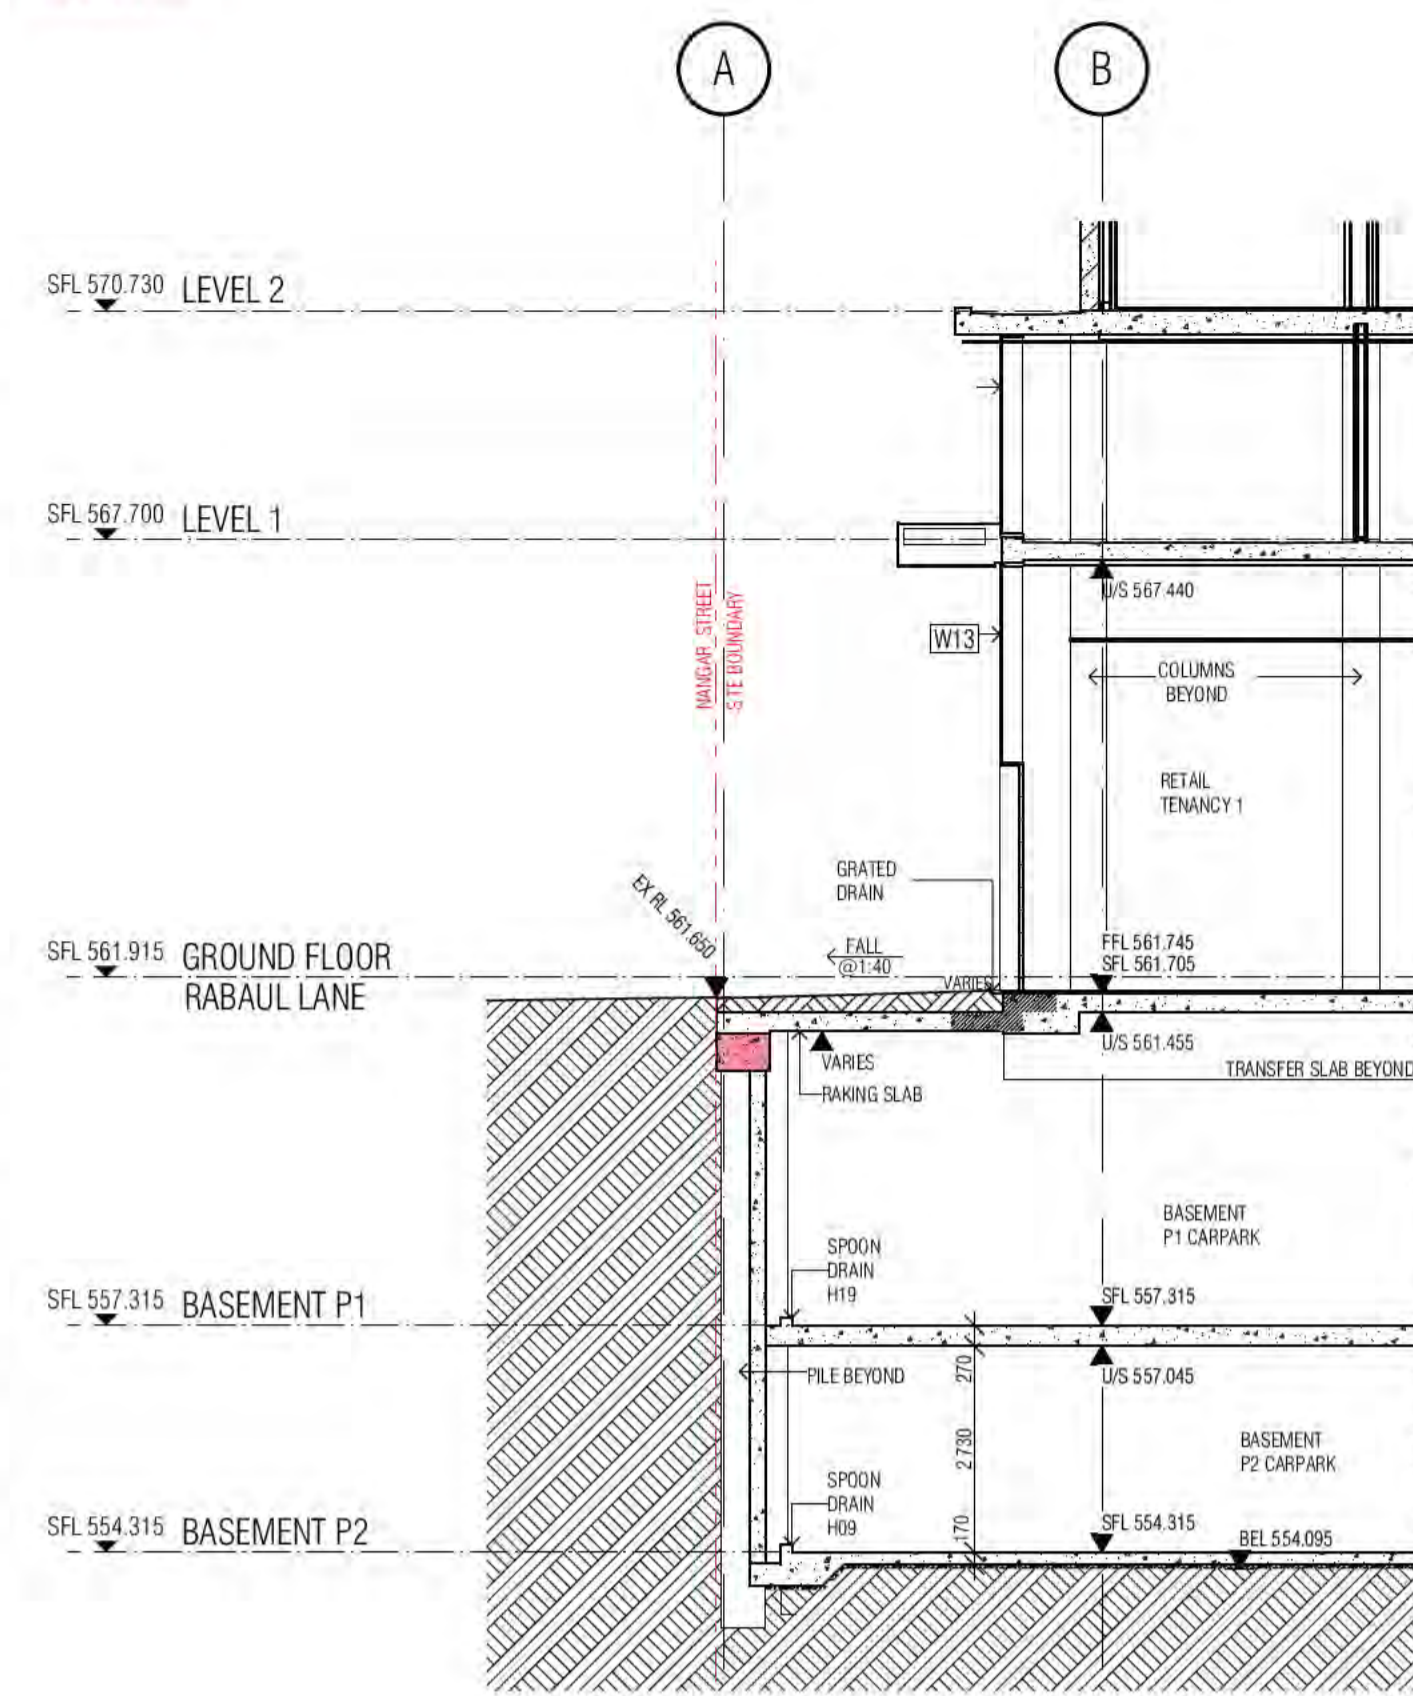 A
B
SFL 570.730 LEVEL 2
SFL 567.700 LEVEL 1
U/S 567.440
NANGAR STREET
SITE BOUNDARY
W13
COLUMNS
BEYOND
RETAIL
TENANCY 1
GRATED
DRAIN
EX RL 561.650
FALL
@1:40
VARIES
FFL 561.745
SFL 561.705
SFL 561.915 GROUND FLOOR
RABAUL LANE
U/S 561.455
VARIES
TRANSFER SLAB BEYOND
RAKING SLAB
BASEMENT
P1 CARPARK
SPOON
DRAIN
H19
SFL 557.315
SFL 557.315 BASEMENT P1
270
PILE BEYOND
U/S 557.045
2 730
BASEMENT
P2 CARPARK
SPOON
DRAIN
H09
170
SFL 554.315
BEL 554.095
SFL 554.315 BASEMENT P2